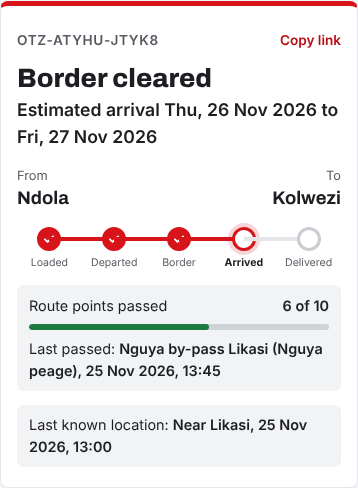 OTZ-ATYHU-JTYK8
Copy link
Border cleared
Estimated arrival Thu, 26 Nov 2026 to
Fri, 27 Nov 2026
From
To
Ndola
Kolwezi
Loaded
Departed
Border
Arrived
Delivered
Route points passed
6 of 10
Last passed: Nguya by-pass Likasi (Nguya
peage), 25 Nov 2026, 13:45
Last known location: Near Likasi, 25 Nov
2026, 13:00